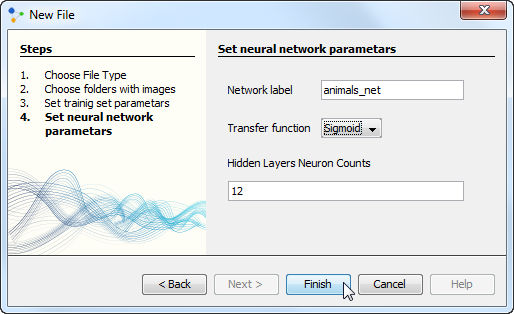 New File
Steps
1. Choose File Type
2. Choose folders with images
3. Set trainig set parametars
4. Set neural network
parametars
Set neural network parametars
Network label animals_net
Transfer function Sigmoid
Hidden Layers Neuron Counts
12
< Back Next > Finish Cancel Help